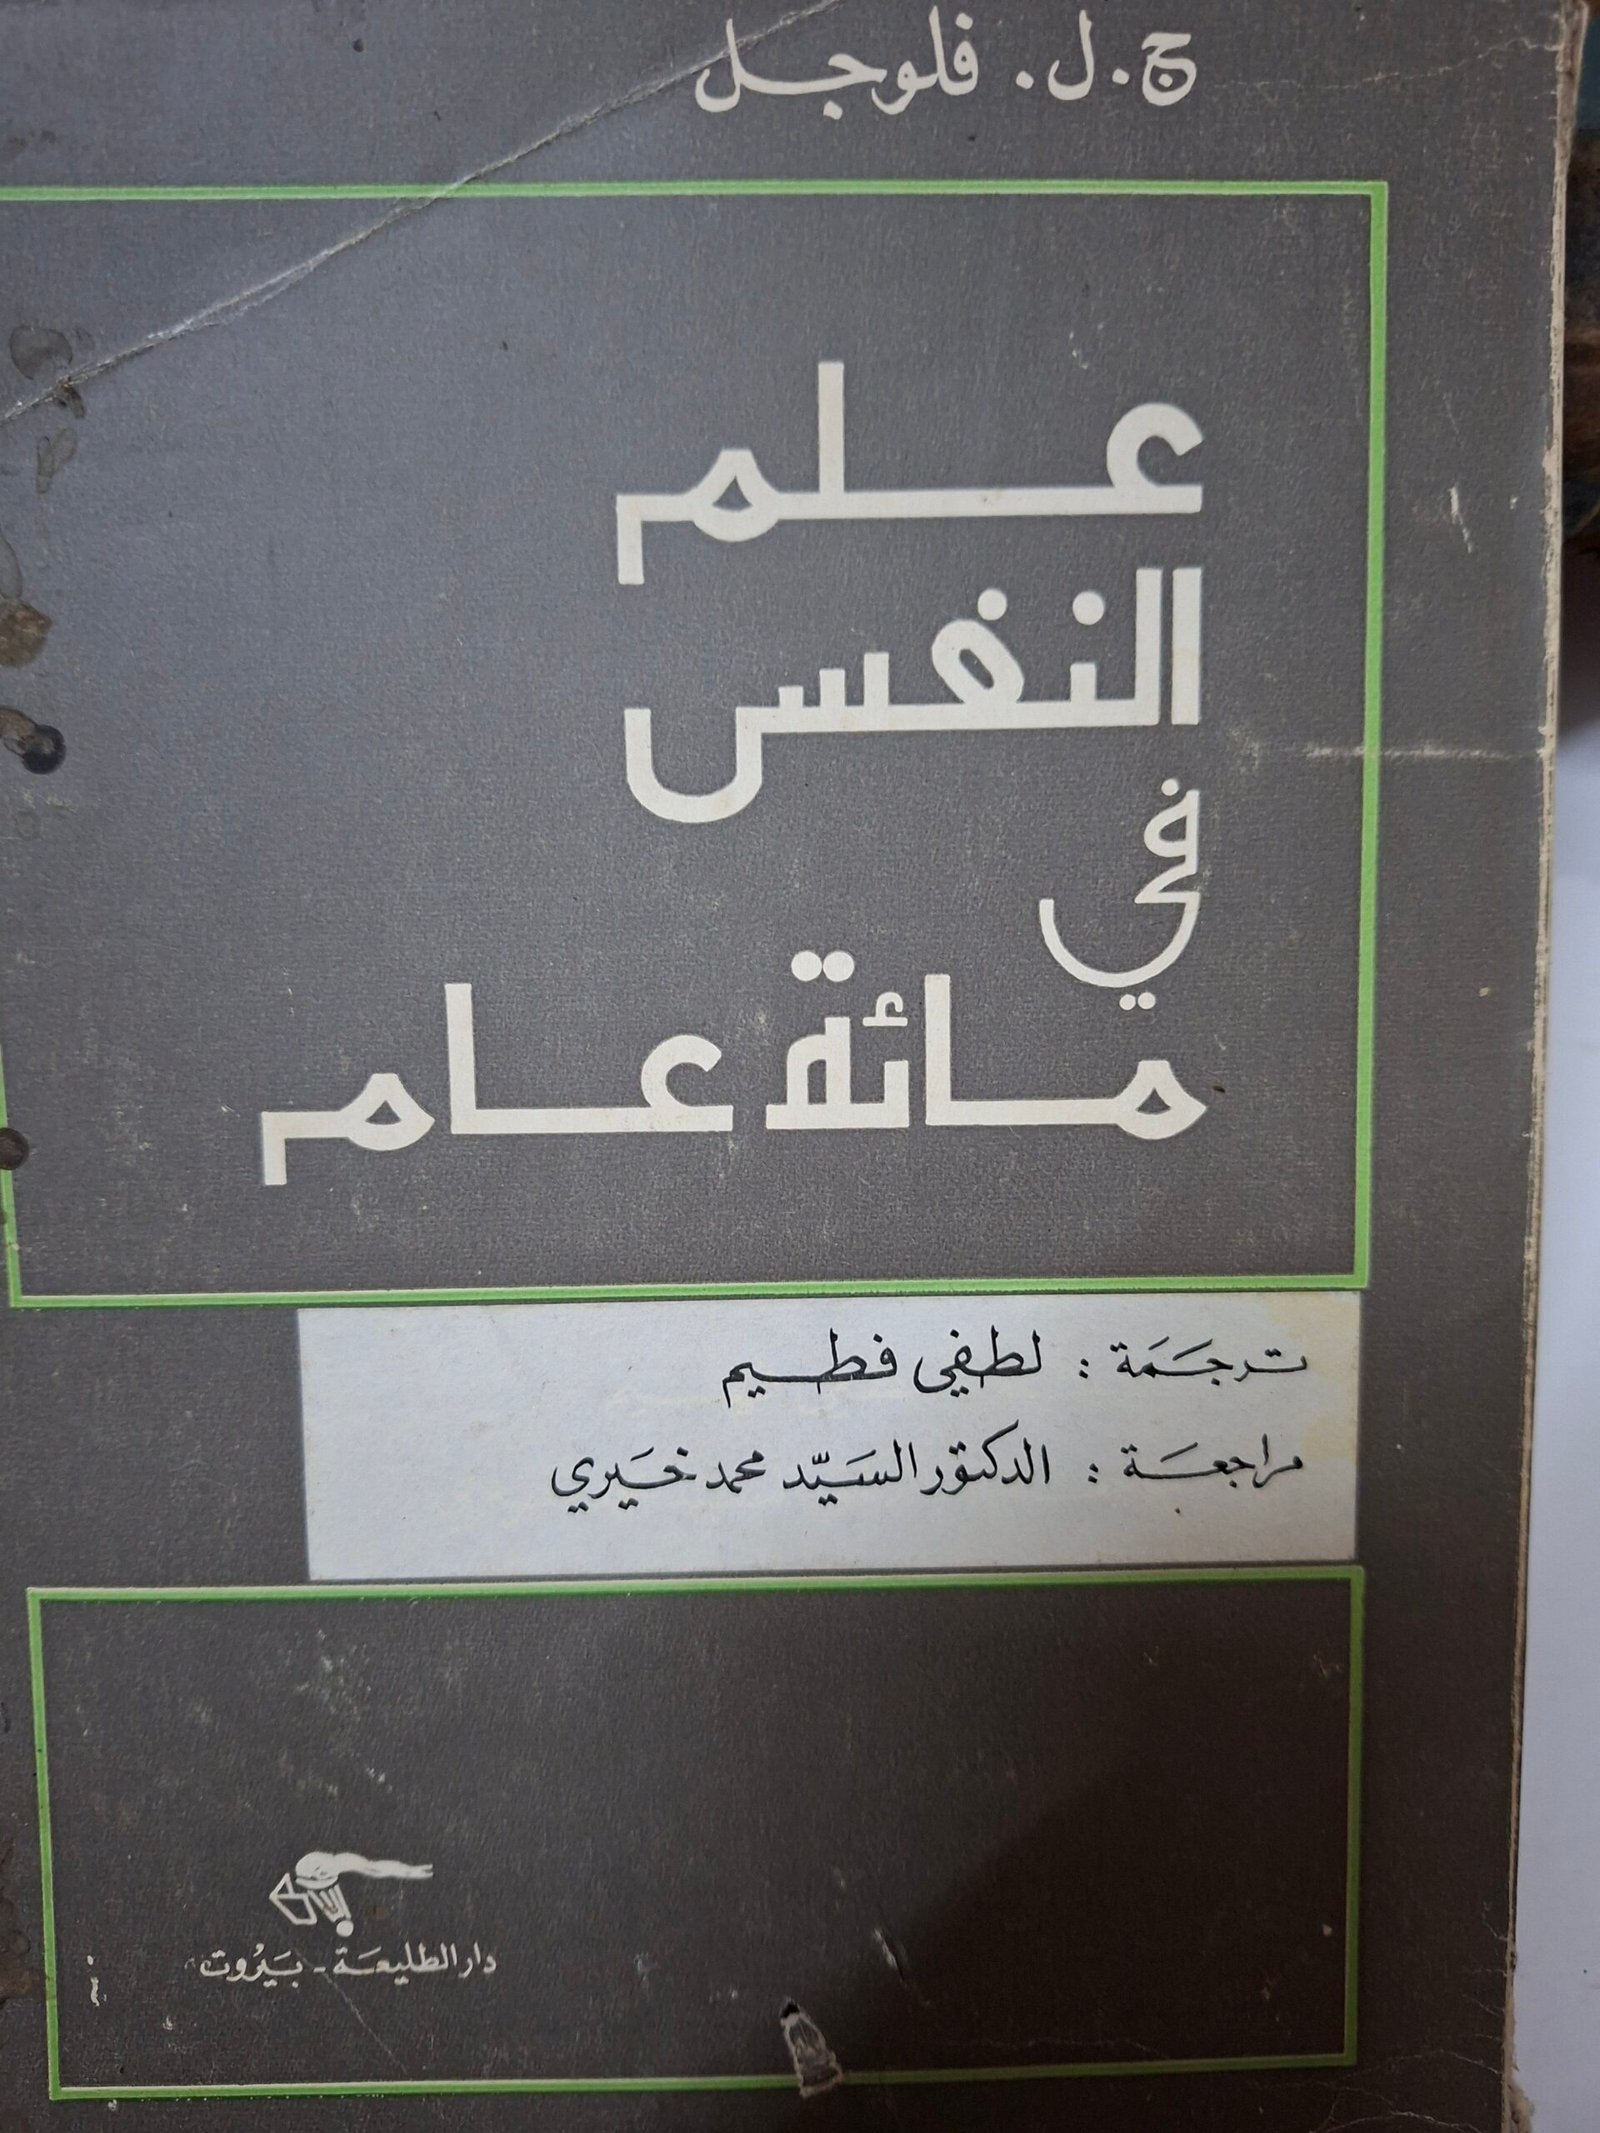 ج. ل. فلوجل
علم
النفس
في
مائة عام
ترجمة : لطفي فطيم
مراجعة : الدكتور السيّد محمد خيري
دار الطليعة - بيروت